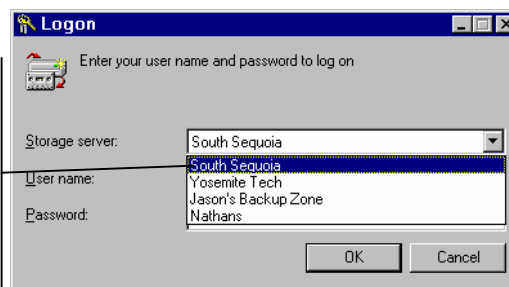 Logon
Enter your user name and password to log on
Storage server:
South Sequoia
South Sequoia
User name:
Yosemite Tech
Jason's Backup Zone
Password:
Nathans
OK
Cancel